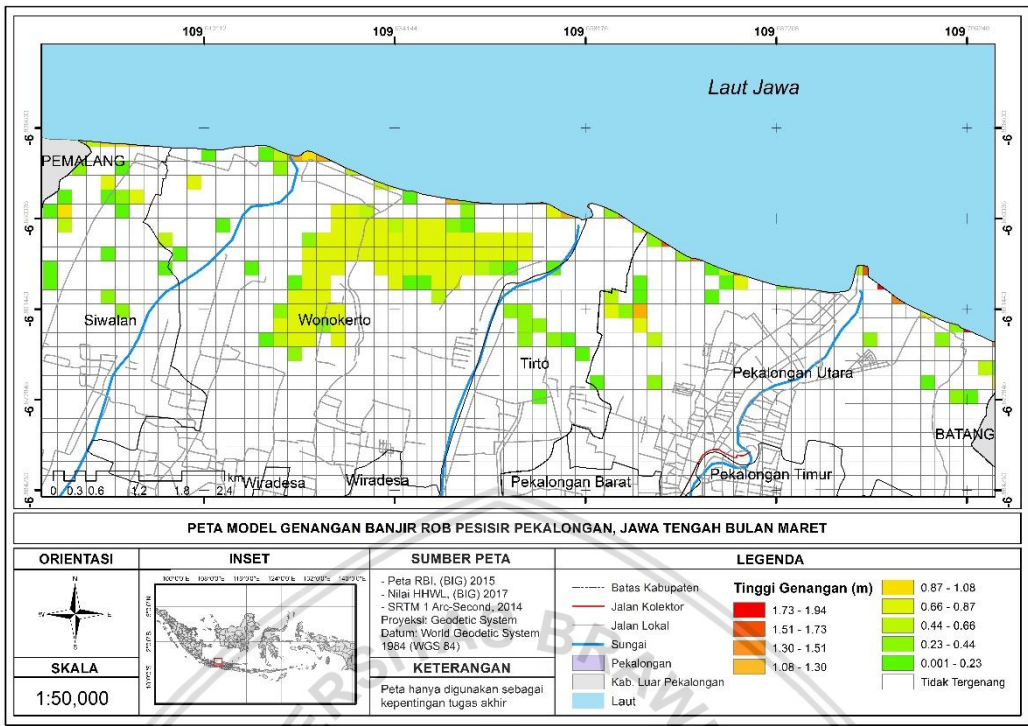 109
109
109
109
109
Laut Jawa
-6
-6
-6
-6
-6
PEMALANG
Siwalan
Wonokerto
Tirto
Pekalongan Utara
BATANG
Wiradesa
Wiradesa
Pekalongan Barat
Pekalongan Timur
km
0 0.3 0.6 1.2 1.8 2.4
PETA MODEL GENANGAN BANJIR ROB PESISIR PEKALONGAN, JAWA TENGAH BULAN MARET
ORIENTASI
N
W
E
S
SKALA
1:50,000
INSET
SUMBER PETA
- Peta RBI, (BIG) 2015
- Nilai HHWL, (BIG) 2017
- SRTM 1 Arc-Second, 2014
Proyeksi: Geodetic System
Datum: World Geodetic System
1984 (WGS 84)
KETERANGAN
Peta hanya digunakan sebagai
kepentingan tugas akhir
LEGENDA
Batas Kabupaten
Jalan Kolektor
Jalan Lokal
Sungai
Pekalongan
Kab. Luar Pekalongan
Laut
Tinggi Genangan (m)
1.73 - 1.94
1.51 - 1.73
1.30 - 1.51
1.08 - 1.30
0.87 - 1.08
0.66 - 0.87
0.44 - 0.66
0.23 - 0.44
0.001 - 0.23
Tidak Tergenang